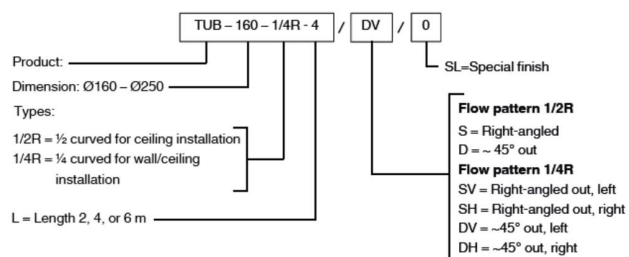 TUB – 160 – 1/4R - 4 / DV / 0
Product:
SL=Special finish
Dimension: Ø160 – Ø250
Types:
1/2R = ½ curved for ceiling installation
1/4R = ¼ curved for wall/ceiling
installation
L = Length 2, 4, or 6 m
Flow pattern 1/2R
S = Right-angled
D = ~ 45° out
Flow pattern 1/4R
SV = Right-angled out, left
SH = Right-angled out, right
DV = ~45° out, left
DH = ~45° out, right